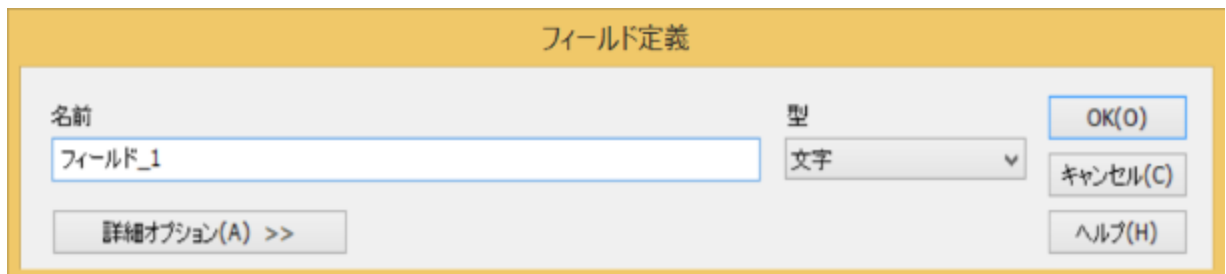 フィールド定義
名前
型
OK(O)
フィールド_1
文字
キャンセル(C)
詳細オプション(A) >>
ヘルプ(H)